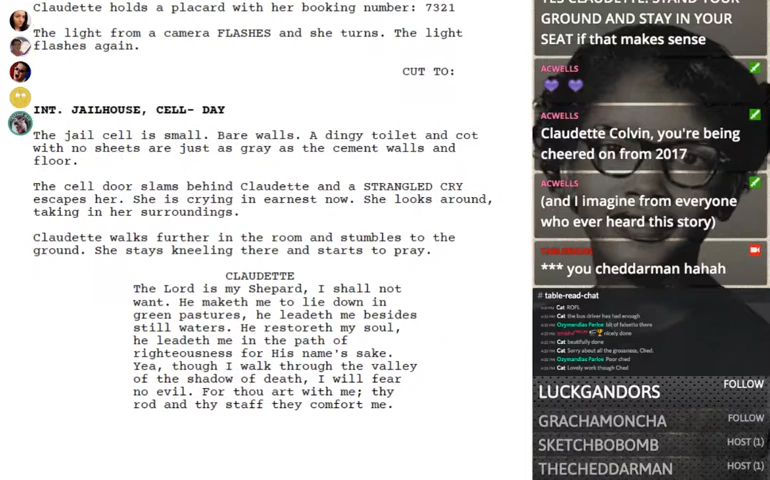 Claudette holds a placard with her booking number: 7321
The light from a camera FLASHES and she turns. The light
flashes again.
CUT TO:
INT. JAILHOUSE, CELL- DAY
The jail cell is small. Bare walls. A dingy toilet and cot
with no sheets are just as gray as the cement walls and
floor.
The cell door slams behind Claudette and a STRANGLED CRY
escapes her. She is crying in earnest now. She looks around,
taking in her surroundings.
Claudette walks further in the room and stumbles to the
ground. She stays kneeling there and starts to pray.
CLAUDETTE
The Lord is my Shepard, I shall not
want. He maketh me to lie down in
green pastures, he leadeth me besides
still waters. He restoreth my soul,
he leadeth me in the path of
righteousness for His name's sake.
Yea, though I walk through the valley
of the shadow of death, I will fear
no evil. For thou art with me; thy
rod and thy staff they comfort me.
YES CLAUDETTE! STAND YOUR
GROUND AND STAY IN YOUR
SEAT if that makes sense
ACWELLS
ACWELLS
Claudette Colvin, you're being
cheered on from 2017
ACWELLS
(and I imagine from everyone
who ever heard this story)
*** you cheddarman hahah
# table-read-chat
Cat ROFL
Cat the bus driver has had enough
Ozymandias Parloe bit of falsetto there
nicely done
Cat beatifully done
Cat Sorry about all the grossness, Ched.
Ozymandias Parloe Poor ched
Cat Lovely work though Ched
LUCKGANDORS FOLLOW
GRACHAMONCHA FOLLOW
SKETCHBOBOMB HOST (1)
THECHEDDARMAN HOST (1)